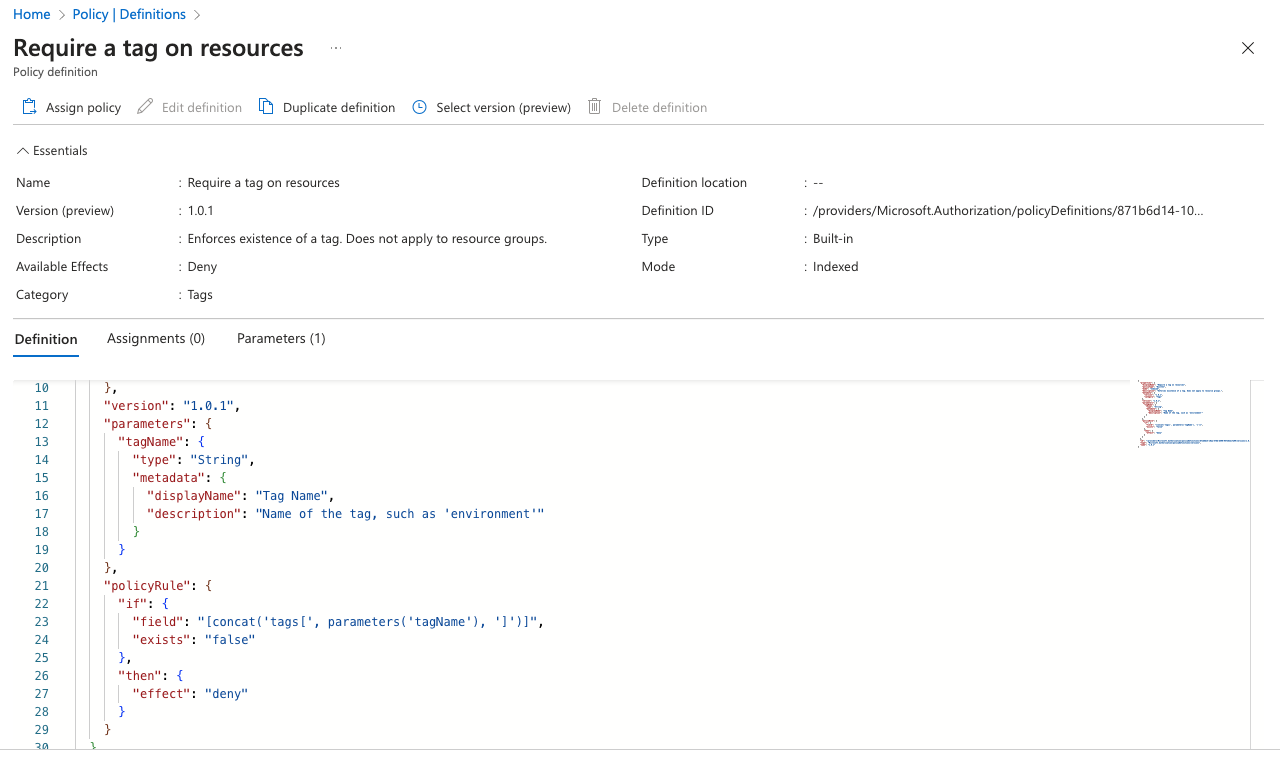 Home > Policy | Definitions >
Require a tag on resources ...
Policy definition
Assign policy Edit definition Duplicate definition Select version (preview) Delete definition
Essentials
Name : Require a tag on resources Definition location : --
Version (preview) : 1.0.1 Definition ID : /providers/Microsoft.Authorization/policyDefinitions/871b6d14-10...
Description : Enforces existence of a tag. Does not apply to resource groups. Type : Built-in
Available Effects : Deny Mode : Indexed
Category : Tags
Definition Assignments (0) Parameters (1)
10 },
11 "version": "1.0.1",
12 "parameters": {
13 "tagName": {
14 "type": "String",
15 "metadata": {
16 "displayName": "Tag Name",
17 "description": "Name of the tag, such as 'environment'"
18 }
19 }
20 },
21 "policyRule": {
22 "if": {
23 "field": "[concat('tags[', parameters('tagName'), ']')]",
24 "exists": "false"
25 },
26 "then": {
27 "effect": "deny"
28 }
29 }
30 }